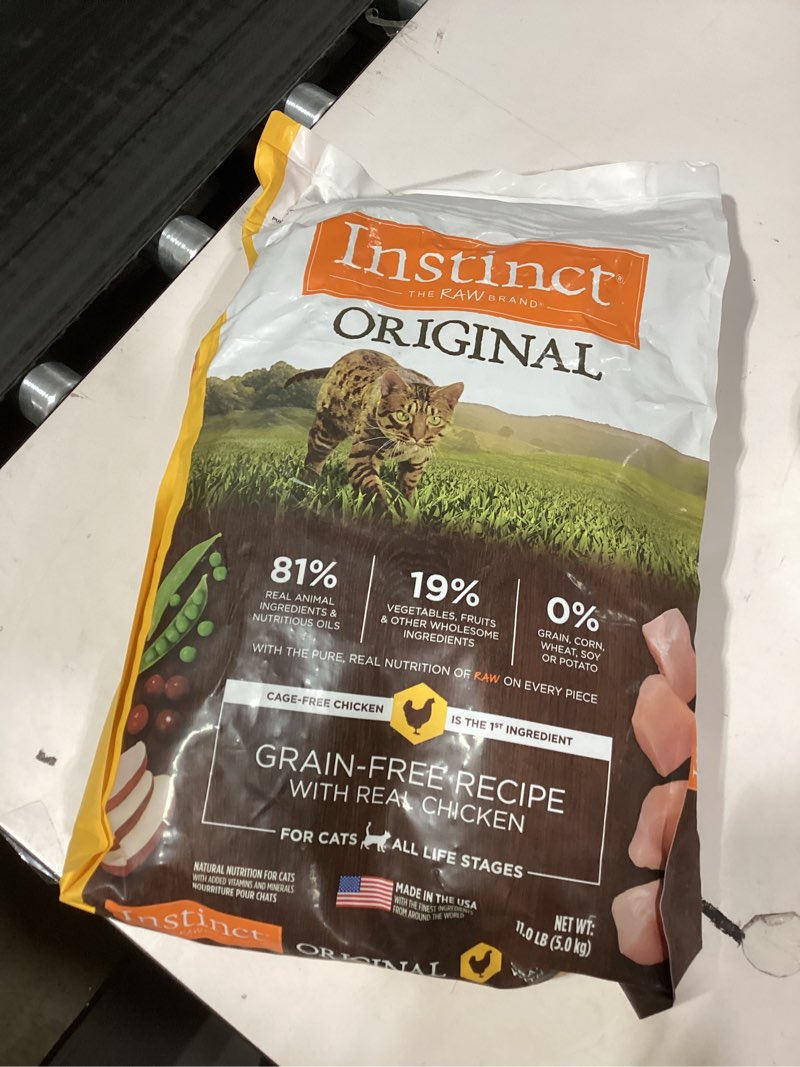 Instinct®
THE RAW BRAND®
ORIGINAL
81%
REAL ANIMAL
INGREDIENTS &
NUTRITIOUS OILS
19%
VEGETABLES, FRUITS
& OTHER WHOLESOME
INGREDIENTS
0%
GRAIN, CORN,
WHEAT, SOY
OR POTATO
WITH THE PURE, REAL NUTRITION OF RAW ON EVERY PIECE
CAGE-FREE CHICKEN IS THE 1ST INGREDIENT
GRAIN-FREE RECIPE
WITH REAL CHICKEN
FOR CATS ALL LIFE STAGES
NATURAL NUTRITION FOR CATS
WITH ADDED VITAMINS AND MINERALS
NOURRITURE POUR CHATS
MADE IN THE USA
WITH THE FINEST INGREDIENTS
FROM AROUND THE WORLD
NET WT:
11.0 LB (5.0 kg)
Instinct
ORIGINAL